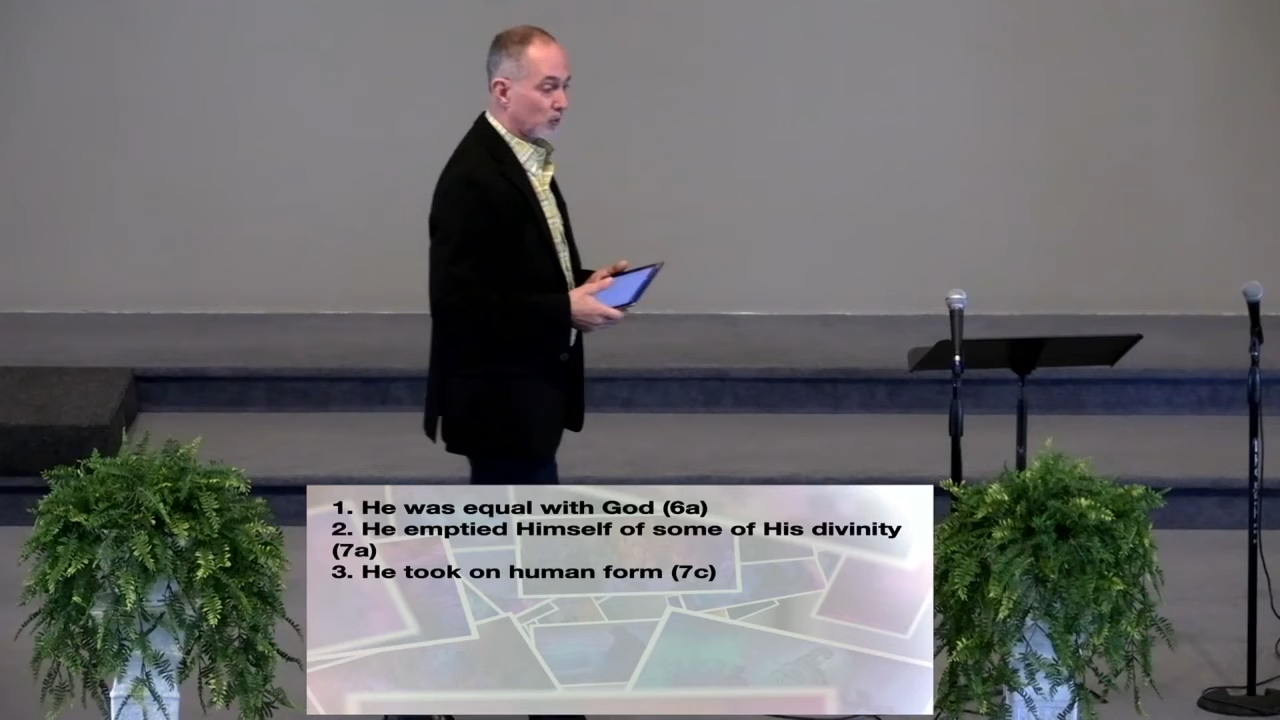 1. He was equal with God (6a)
2. He emptied Himself of some of His divinity
(7a)
3. He took on human form (7c)